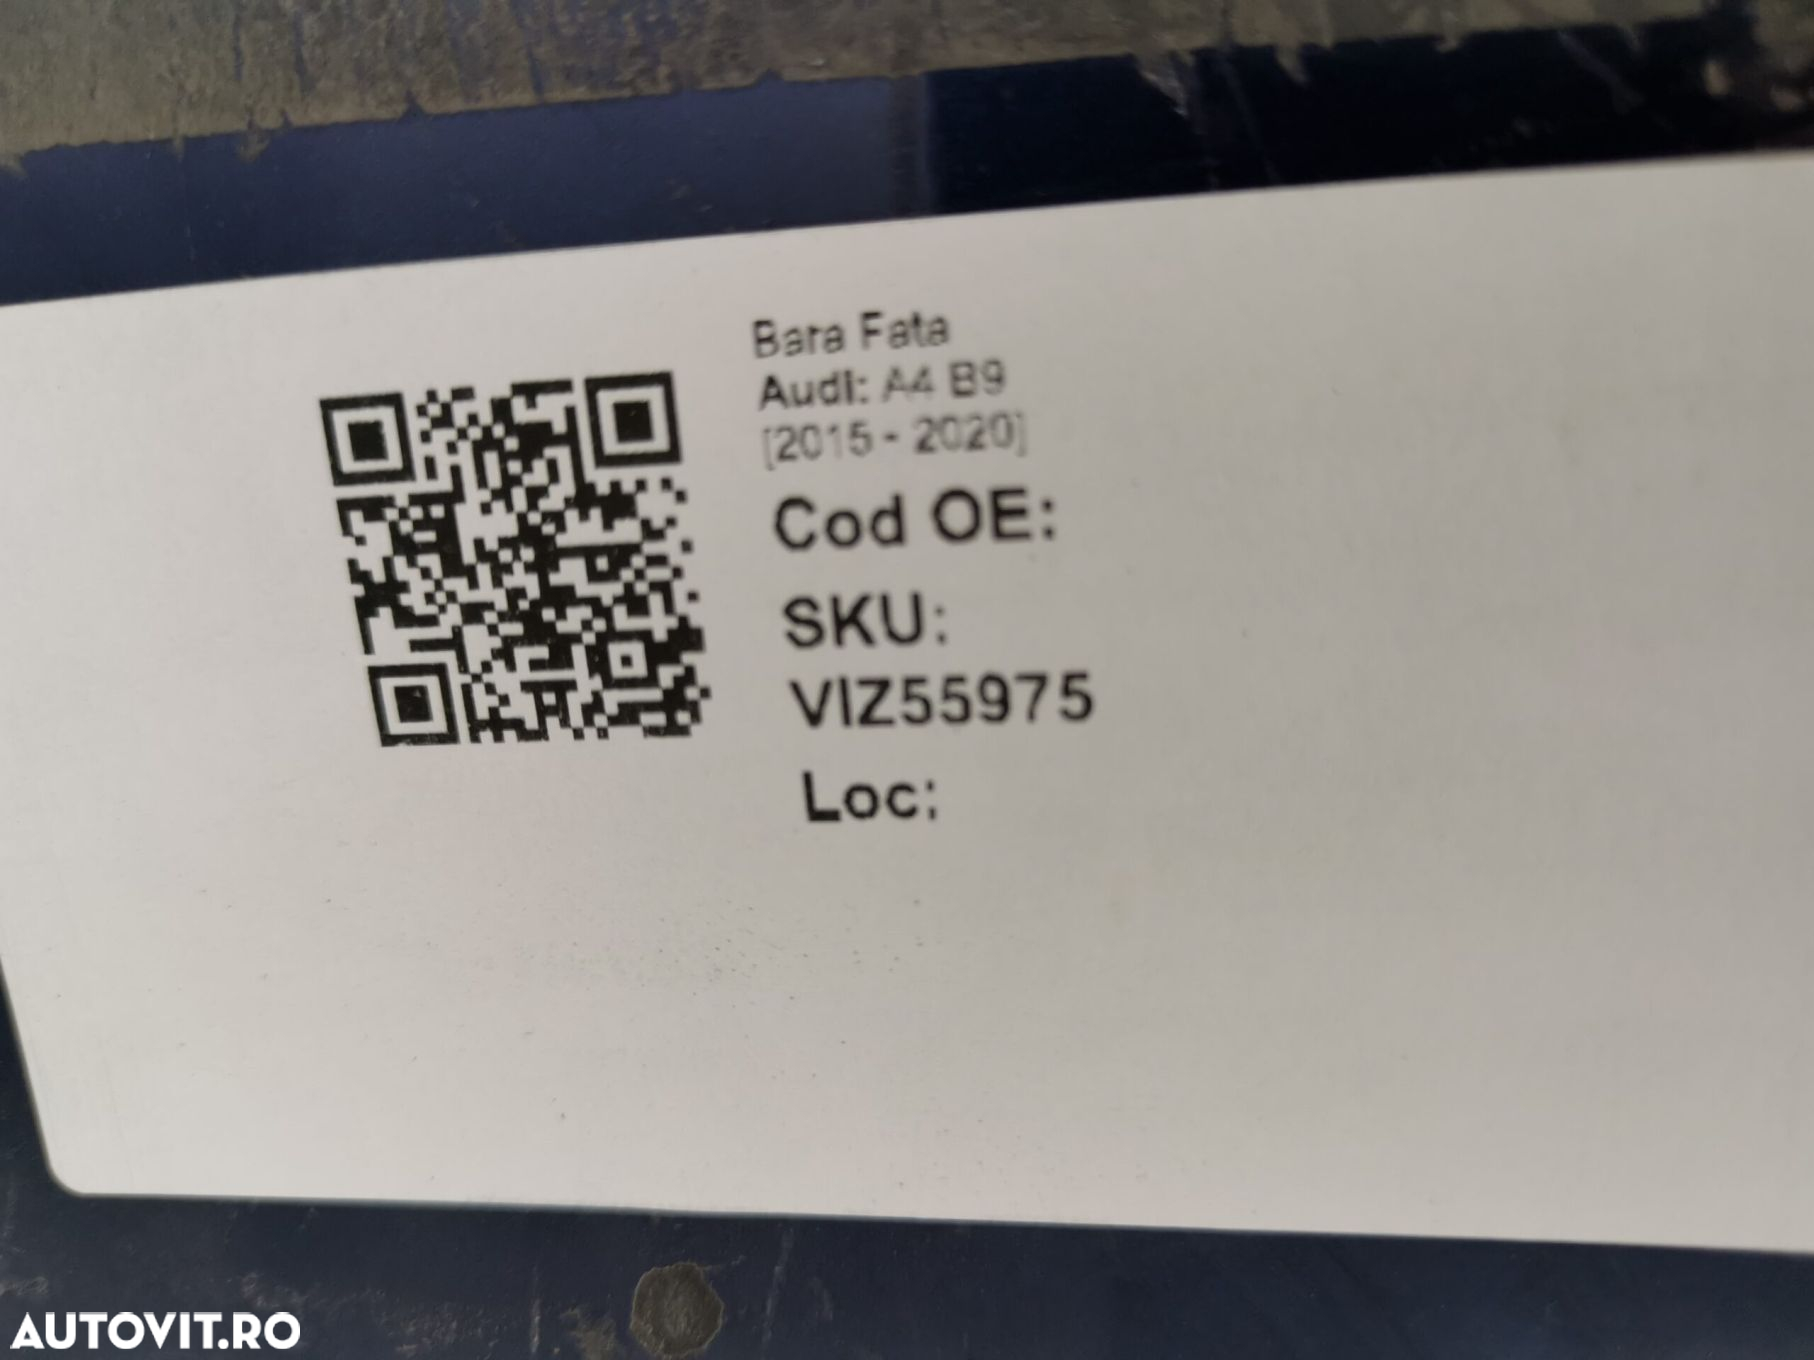 Bara Fata
Audi: A4 B9
[2015 - 2020]
Cod OE:
SKU:
VIZ55975
Loc:
AUTOVIT.RO